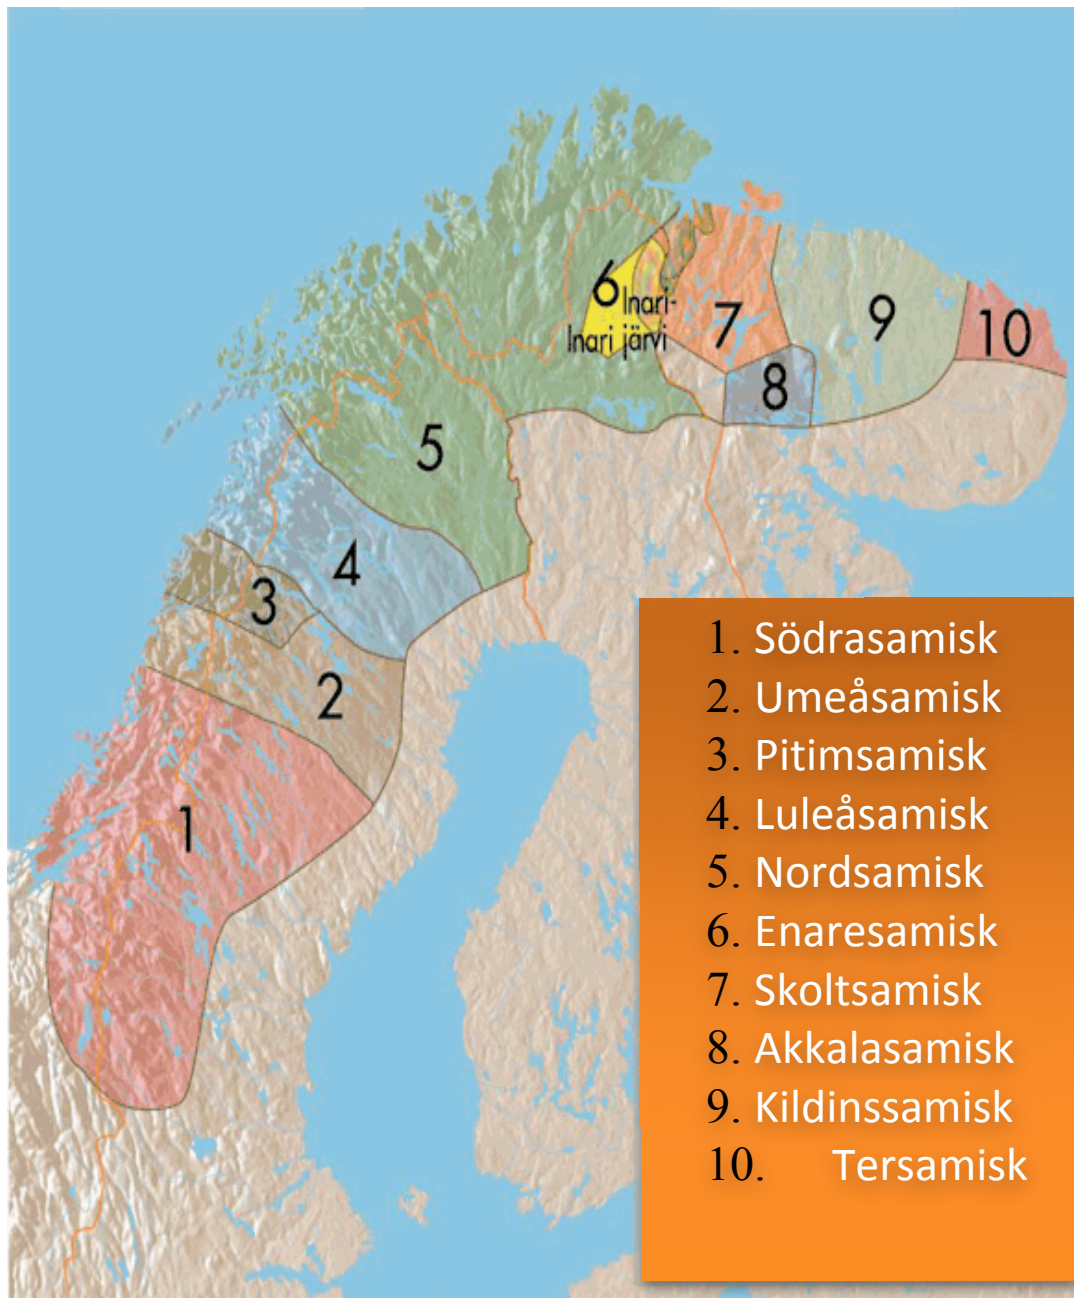 6
Inari-
Inari järvi
7
9
10
8
5
4
3
2
1
1. Södrasamisk
2. Umeåsamisk
3. Pitimsamisk
4. Luleåsamisk
5. Nordsamisk
6. Enaresamisk
7. Skoltsamisk
8. Akkalasamisk
9. Kildinssamisk
10. Tersamisk